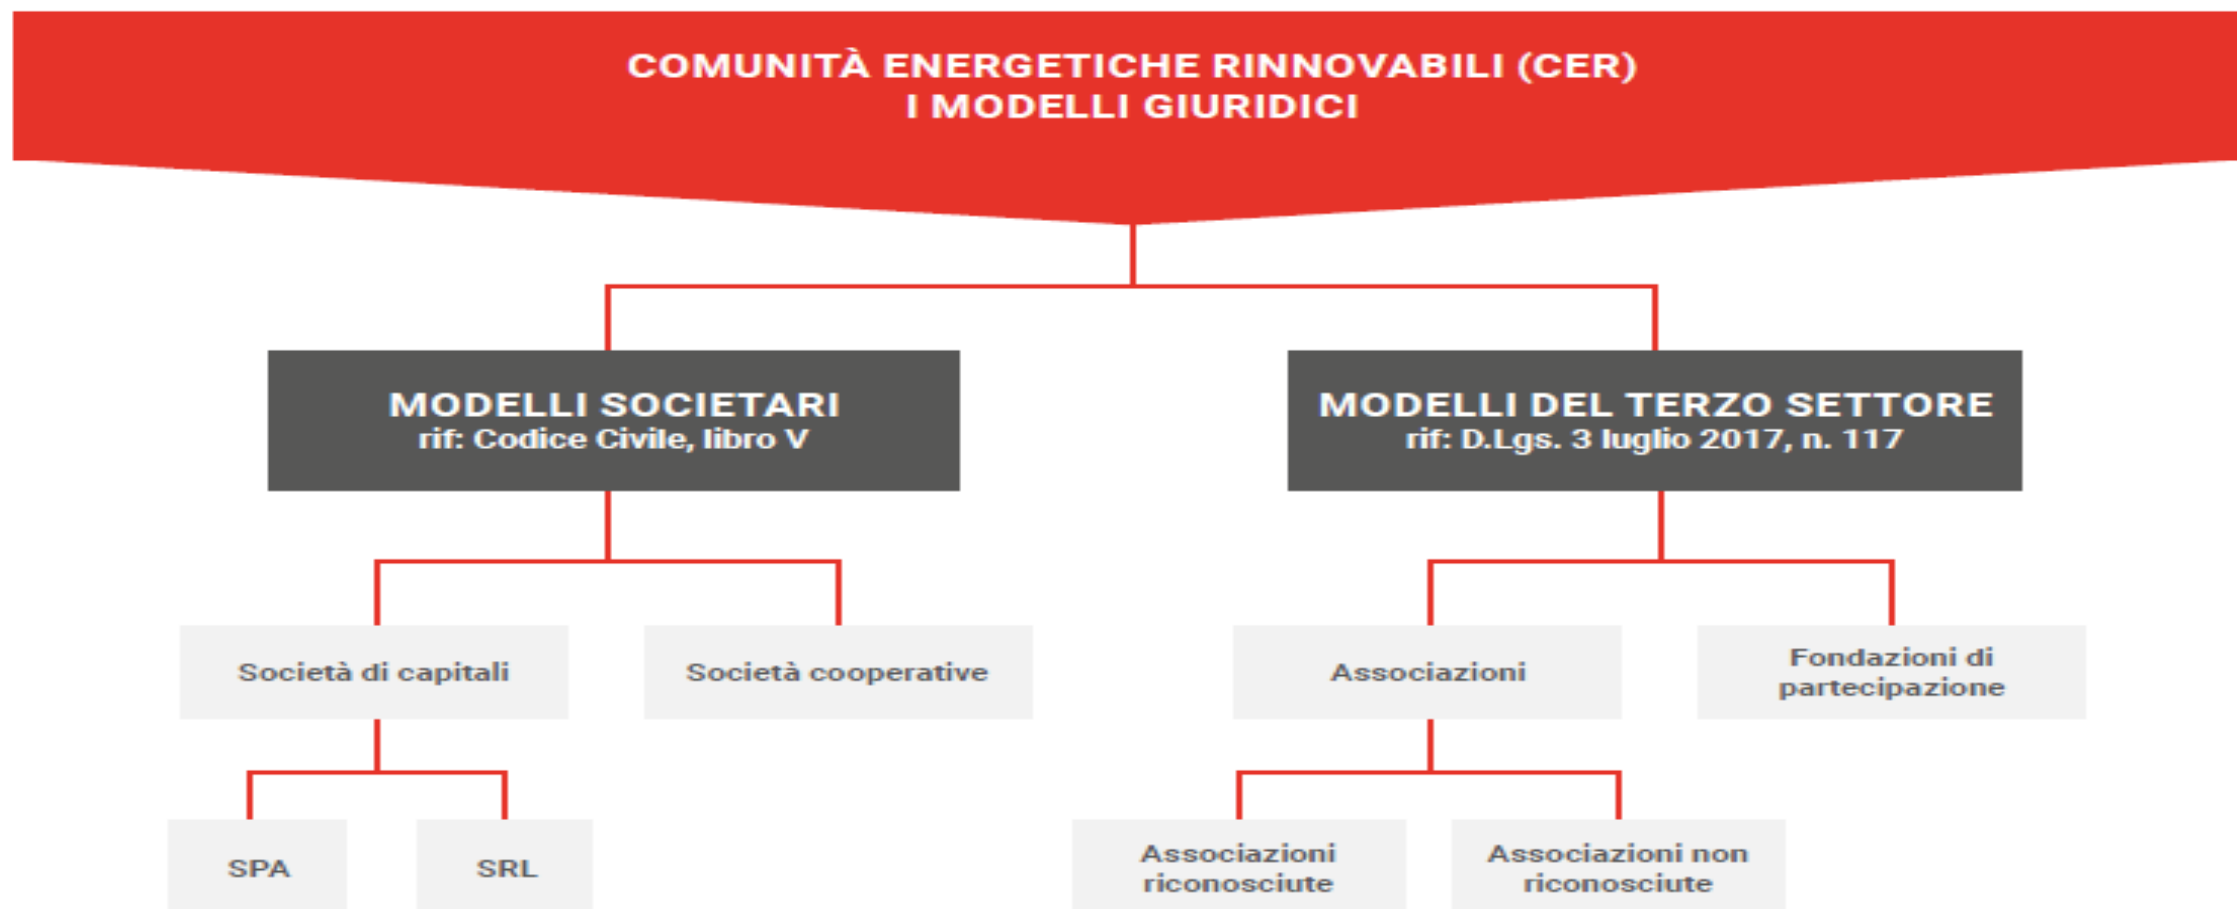 COMUNITÀ ENERGETICHE RINNOVABILI (CER)
I MODELLI GIURIDICI
MODELLI SOCIETARI
rif: Codice Civile, libro V
MODELLI DEL TERZO SETTORE
rif: D.Lgs. 3 luglio 2017, n. 117
Società di capitali
Società cooperative
Associazioni
Fondazioni di
partecipazione
SPA
SRL
Associazioni
riconosciute
Associazioni non
riconosciute